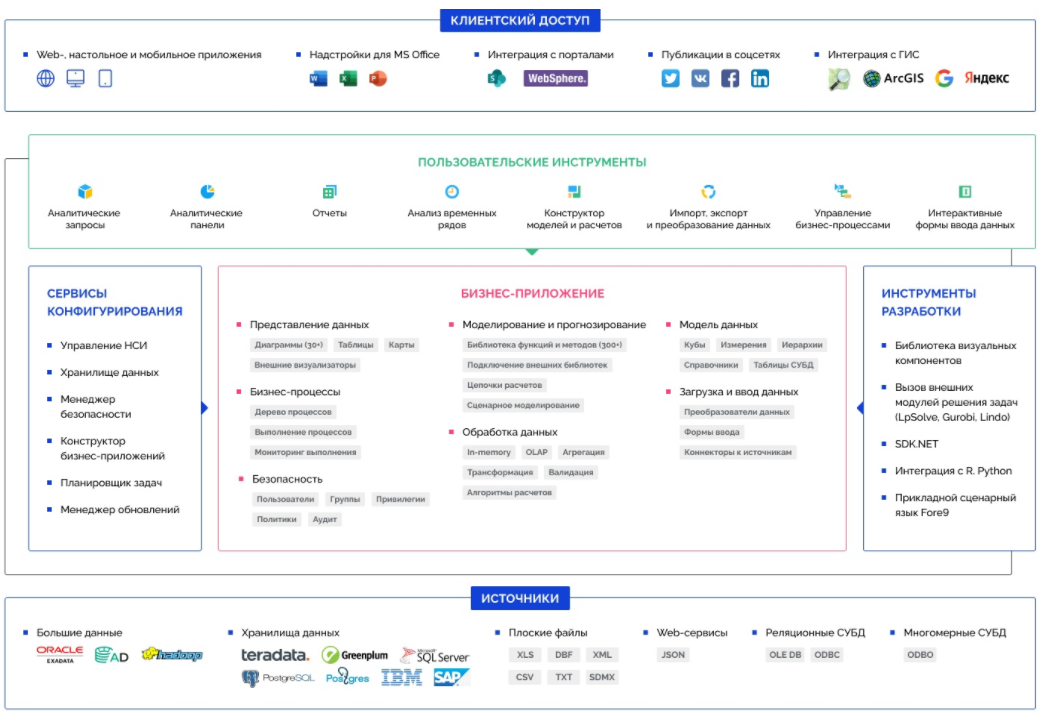 КЛИЕНТСКИЙ ДОСТУП
Web-, настольное и мобильное приложения
Надстройки для MS Office
Интеграция с порталами
Публикации в соцсетях
Интеграция с ГИС
WebSphere.
ArcGIS
Яндекс
ПОЛЬЗОВАТЕЛЬСКИЕ ИНСТРУМЕНТЫ
Аналитические
запросы
Аналитические
панели
Отчеты
Анализ временных
рядов
Конструктор
моделей и расчетов
Импорт, экспорт
и преобразование данных
Управление
бизнес-процессами
Интерактивные
формы ввода данных
СЕРВИСЫ
КОНФИГУРИРОВАНИЯ
Управление НСИ
Хранилище данных
Менеджер
безопасности
Конструктор
бизнес-приложений
Планировщик задач
Менеджер обновлений
БИЗНЕС-ПРИЛОЖЕНИЕ
Представление данных
Диаграммы (30+) Таблицы Карты
Внешние визуализаторы
Бизнес-процессы
Дерево процессов
Выполнение процессов
Мониторинг выполнения
Безопасность
Пользователи Группы Привилегии
Политики Аудит
Моделирование и прогнозирование
Библиотека функций и методов (300+)
Подключение внешних библиотек
Цепочки расчетов
Сценарное моделирование
Обработка данных
In-memory OLAP Агрегация
Трансформация Валидация
Алгоритмы расчетов
Модель данных
Кубы Измерения Иерархии
Справочники Таблицы СУБД
Загрузка и ввод данных
Преобразователи данных
Формы ввода
Коннекторы к источникам
ИНСТРУМЕНТЫ
РАЗРАБОТКИ
Библиотека визуальных
компонентов
Вызов внешних
модулей решения задач
(LpSolve, Gurobi, Lindo)
SDK.NET
Интеграция с R. Python
Прикладной сценарный
язык Fore9
ИСТОЧНИКИ
Большие данные
ORACLE
EXADATA
AD
hadoop
Хранилища данных
teradata.
Greenplum
Microsoft
SQL Server
PostgreSQL
Postgres
IBM
SAP
Плоские файлы
XLS DBF XML
CSV TXT SDMX
Web-сервисы
JSON
Реляционные СУБД
OLE DB ODBC
Многомерные СУБД
ODBO